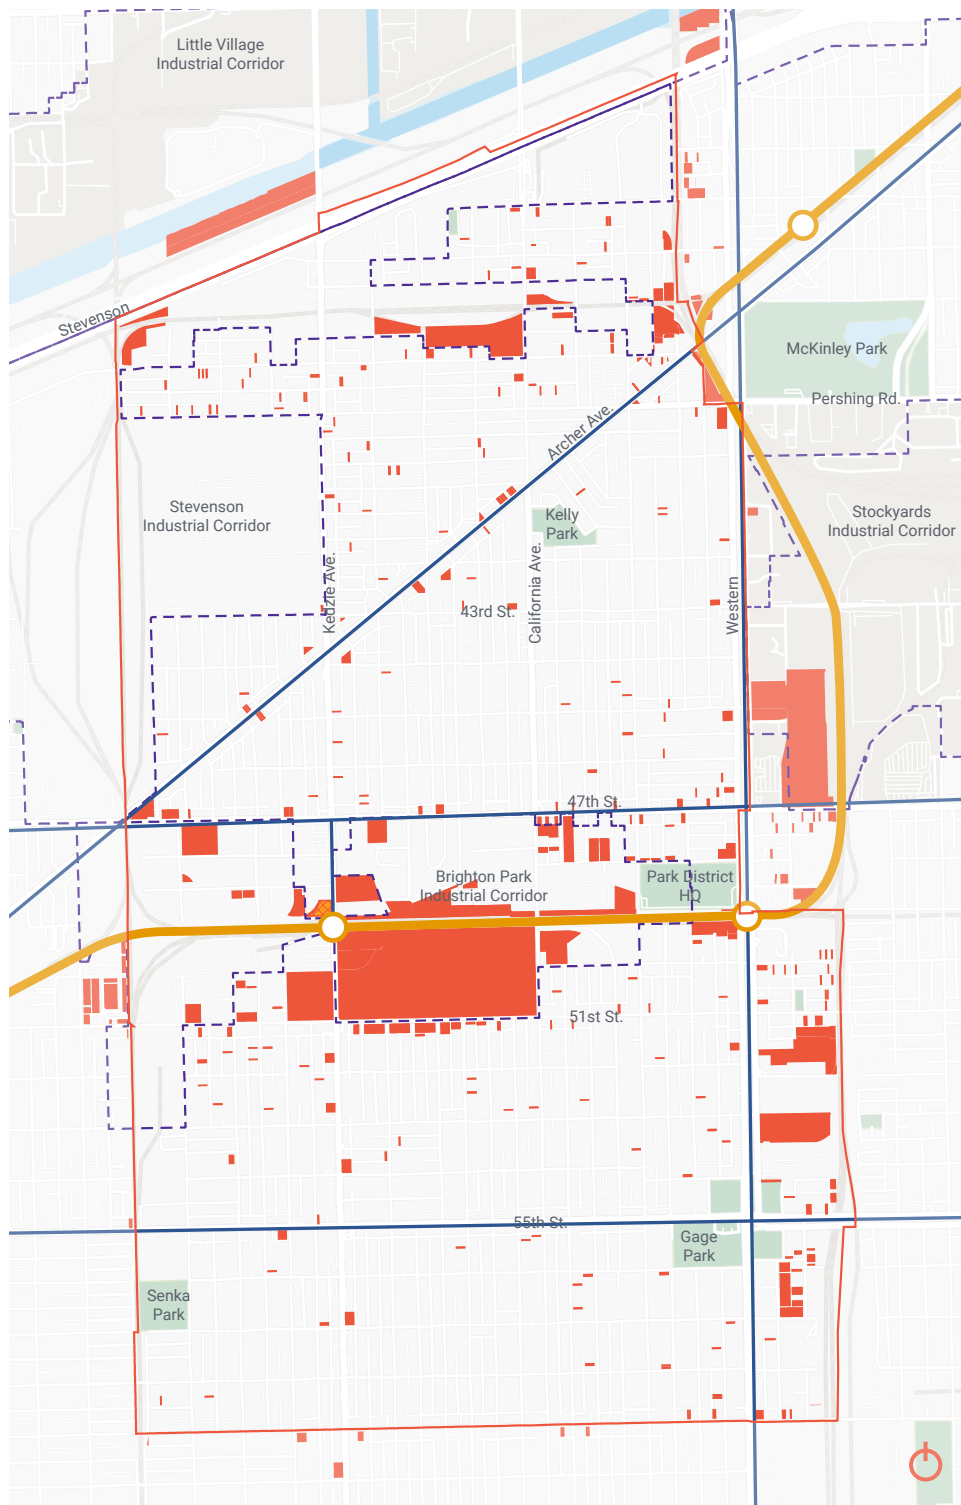 Little Village
Industrial Corridor
Stevenson
McKinley Park
Pershing Rd.
Archer Ave.
Stevenson
Industrial Corridor
Kelly
Park
Stockyards
Industrial Corridor
Kedzie Ave.
California Ave.
Western
43rd St.
47th St.
Brighton Park
Industrial Corridor
Park District
HQ
51st St.
55th St.
Gage
Park
Senka
Park